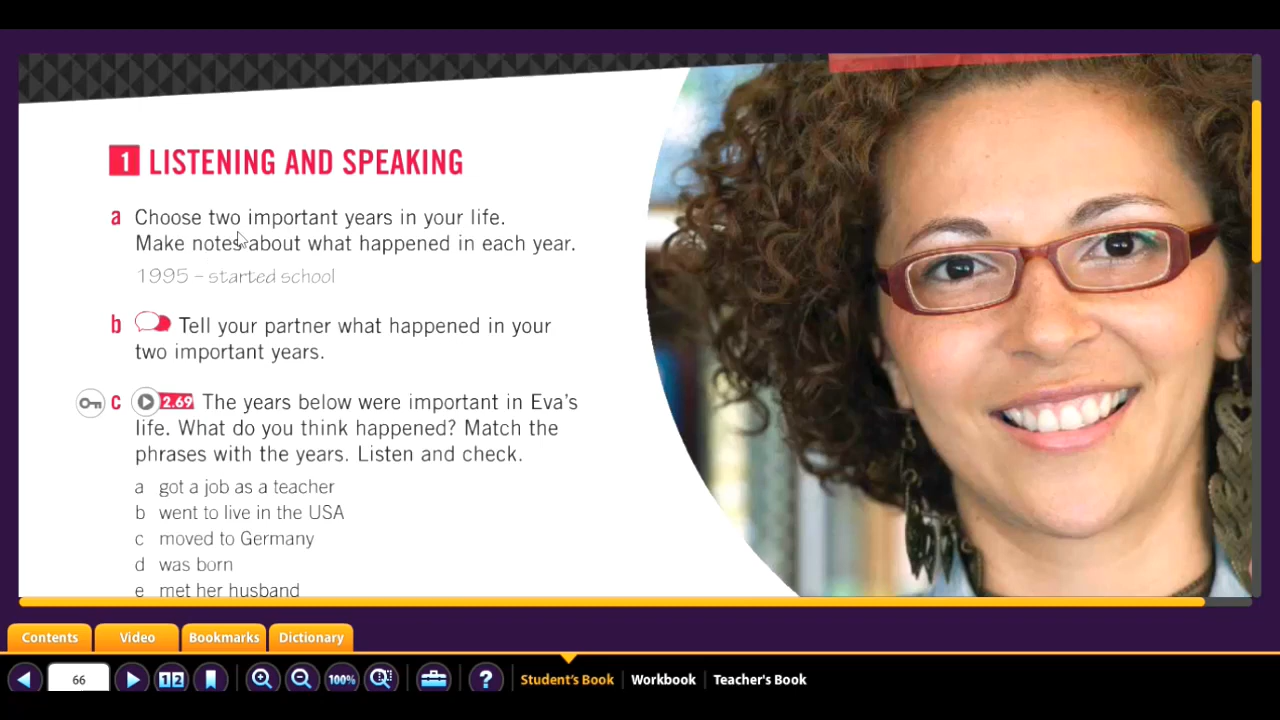 1 LISTENING AND SPEAKING
a Choose two important years in your life.
Make notes about what happened in each year.
1995 – started school
b Tell your partner what happened in your
two important years.
c 2.69 The years below were important in Eva's
life. What do you think happened? Match the
phrases with the years. Listen and check.
a got a job as a teacher
b went to live in the USA
c moved to Germany
d was born
e met her husband
Contents Video Bookmarks Dictionary
66 12 100% ? Student's Book Workbook Teacher's Book